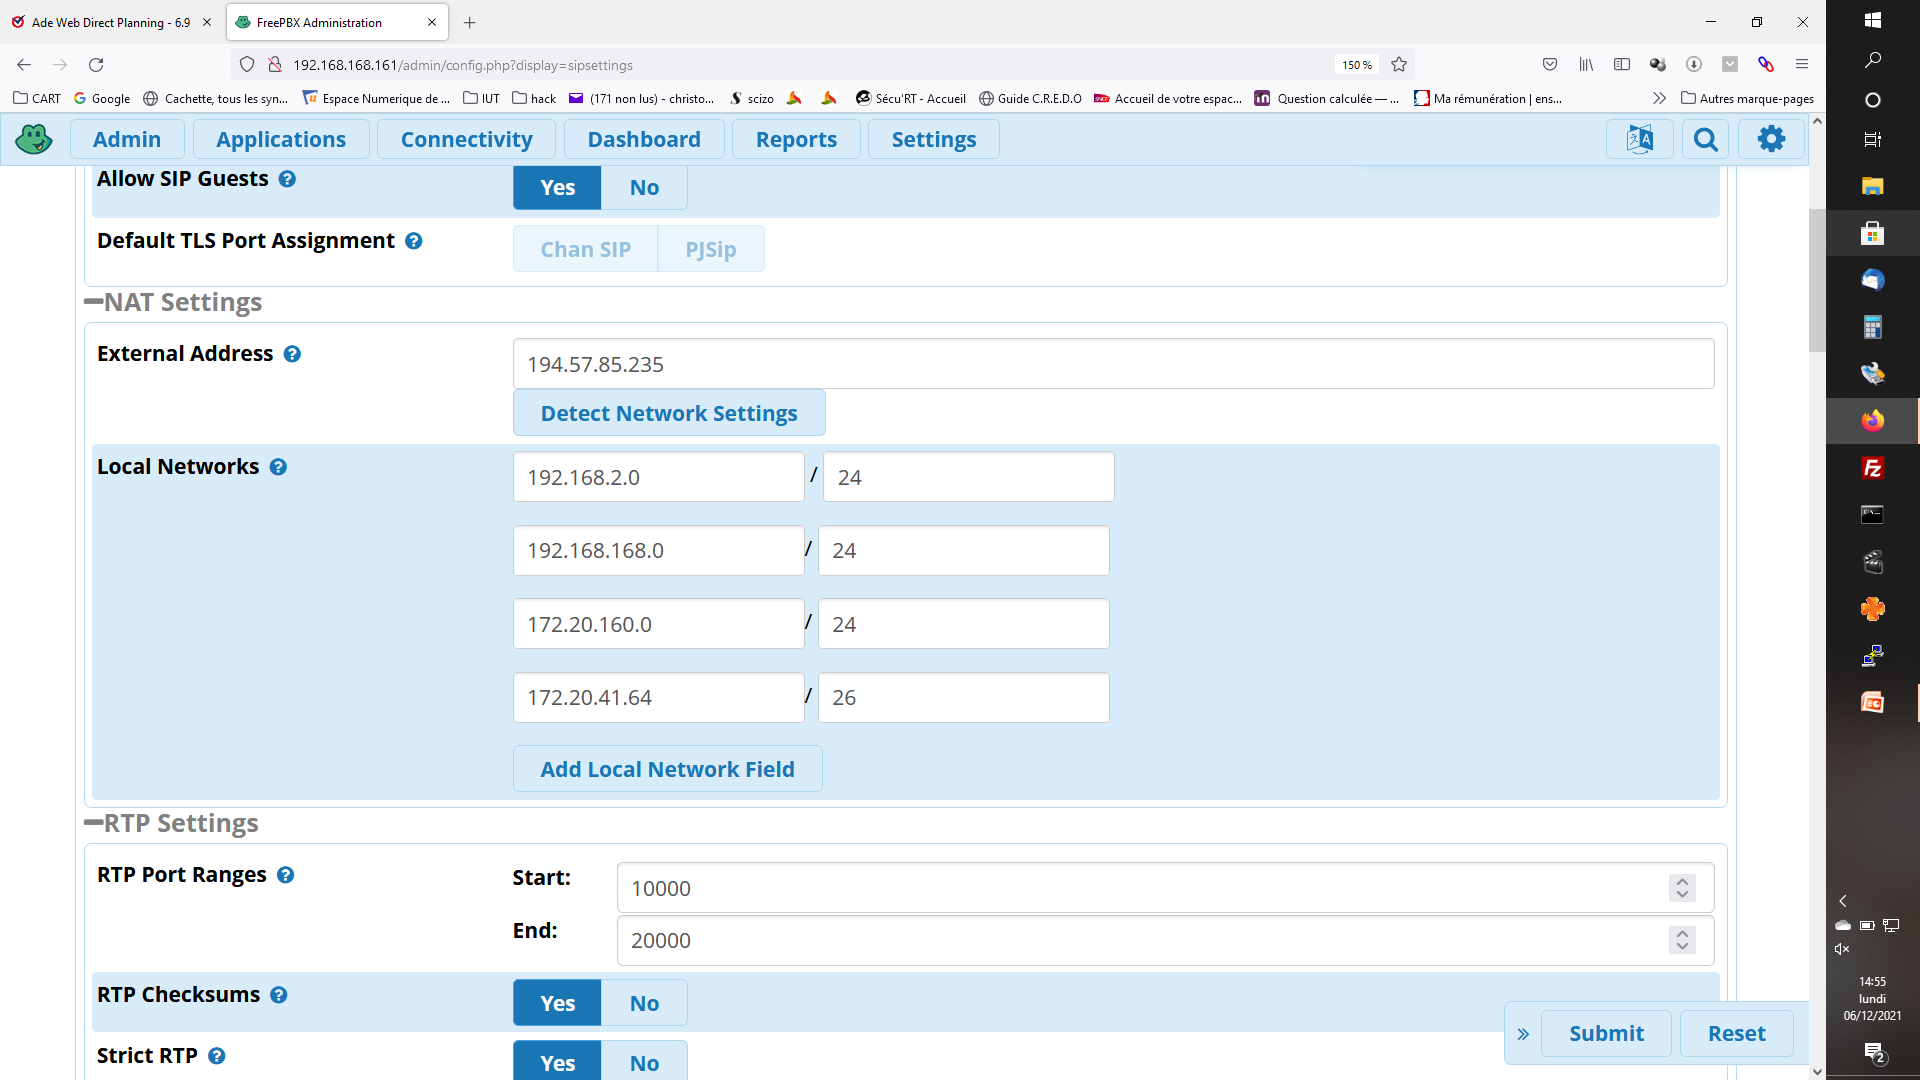 Ade Web Direct Planning - 6.9
FreePBX Administration
192.168.168.161/admin/config.php?display=sipsettings
150 %
CART
Google
Cachette, tous les syn...
Espace Numerique de ...
IUT
hack
(171 non lus) - christo...
scizo
Sécu'RT - Accueil
Guide C.R.E.D.O
Accueil de votre espac...
Question calculée — ...
Ma rémunération | ens...
Autres marque-pages
Admin
Applications
Connectivity
Dashboard
Reports
Settings
Allow SIP Guests
Yes
No
Default TLS Port Assignment
Chan SIP
PJSip
NAT Settings
External Address
194.57.85.235
Detect Network Settings
Local Networks
192.168.2.0 / 24
192.168.168.0 / 24
172.20.160.0 / 24
172.20.41.64 / 26
Add Local Network Field
RTP Settings
RTP Port Ranges
Start:
10000
End:
20000
RTP Checksums
Yes
No
Strict RTP
Yes
No
Submit
Reset
14:55
lundi
06/12/2021
2